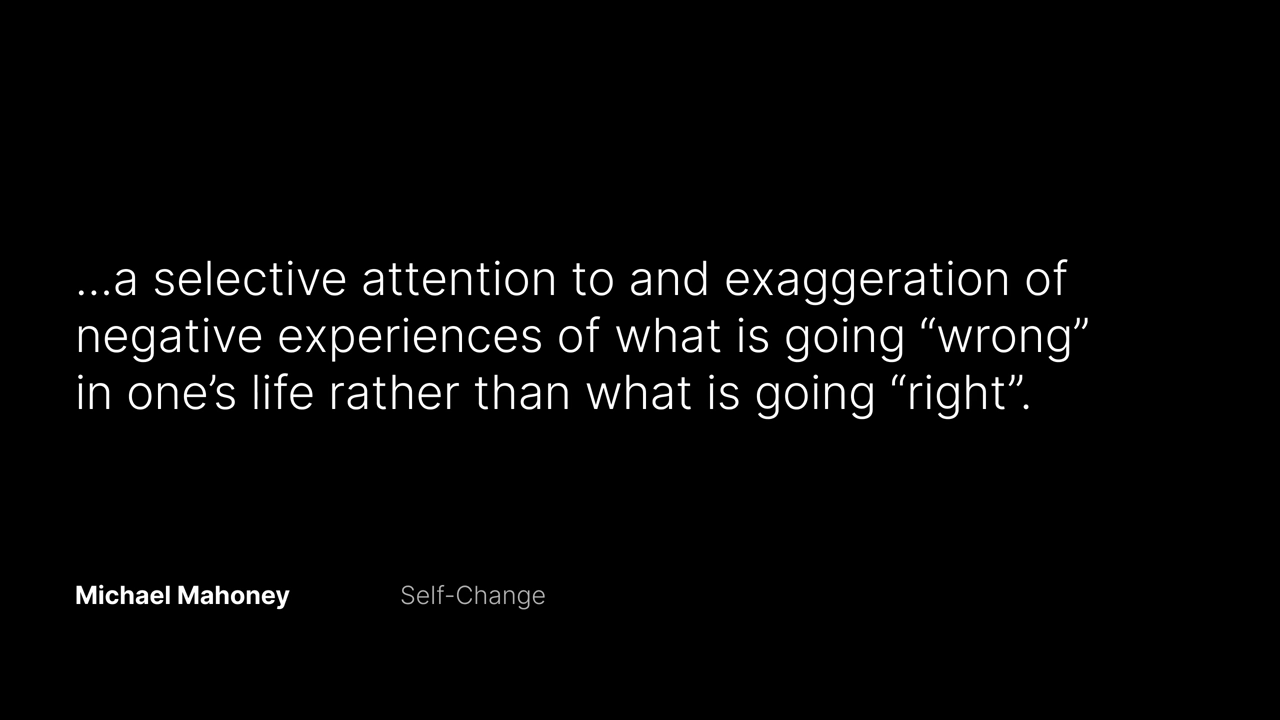 …a selective attention to and exaggeration of
negative experiences of what is going “wrong”
in one’s life rather than what is going “right”.
Michael Mahoney Self-Change